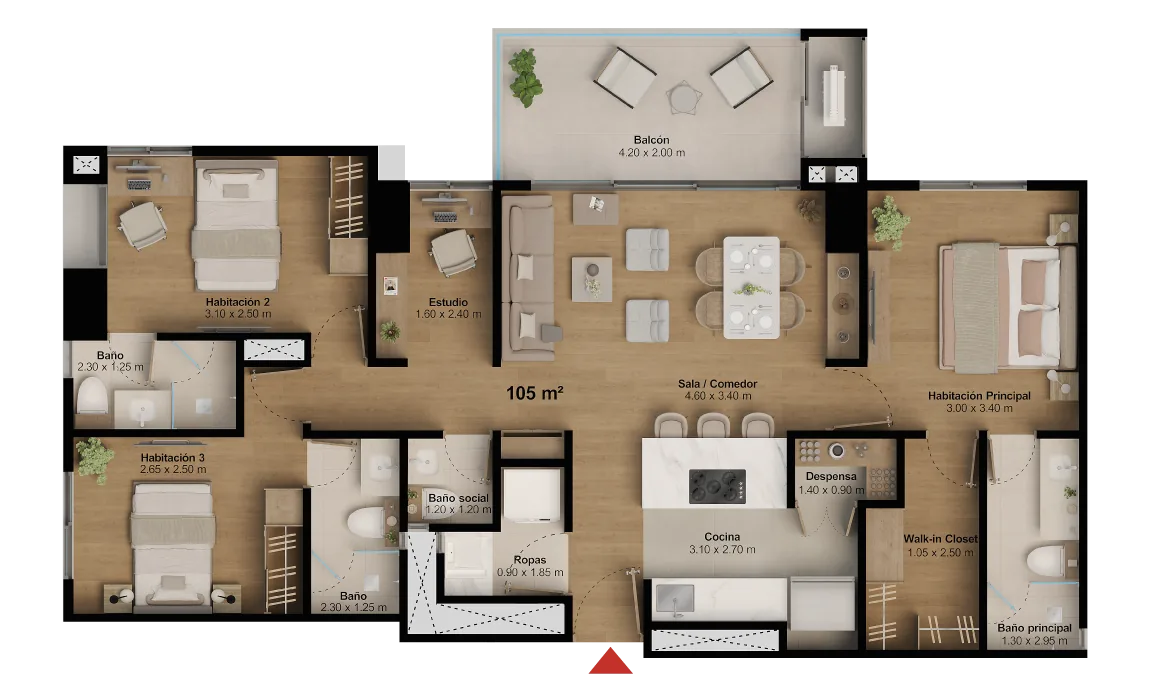 Balcón
4.20 x 2.00 m
Habitación 2
3.10 x 2.50 m
Estudio
1.60 x 2.40 m
Baño
2.30 x 1.25 m
105 m²
Sala / Comedor
4.60 x 3.40 m
Habitación Principal
3.00 x 3.40 m
Habitación 3
2.65 x 2.50 m
Despensa
1.40 x 0.90 m
Baño social
1.20 x 1.20 m
Cocina
3.10 x 2.70 m
Walk-in Closet
1.05 x 2.50 m
Ropas
0.90 x 1.85 m
Baño
2.30 x 1.25 m
Baño principal
1.30 x 2.95 m